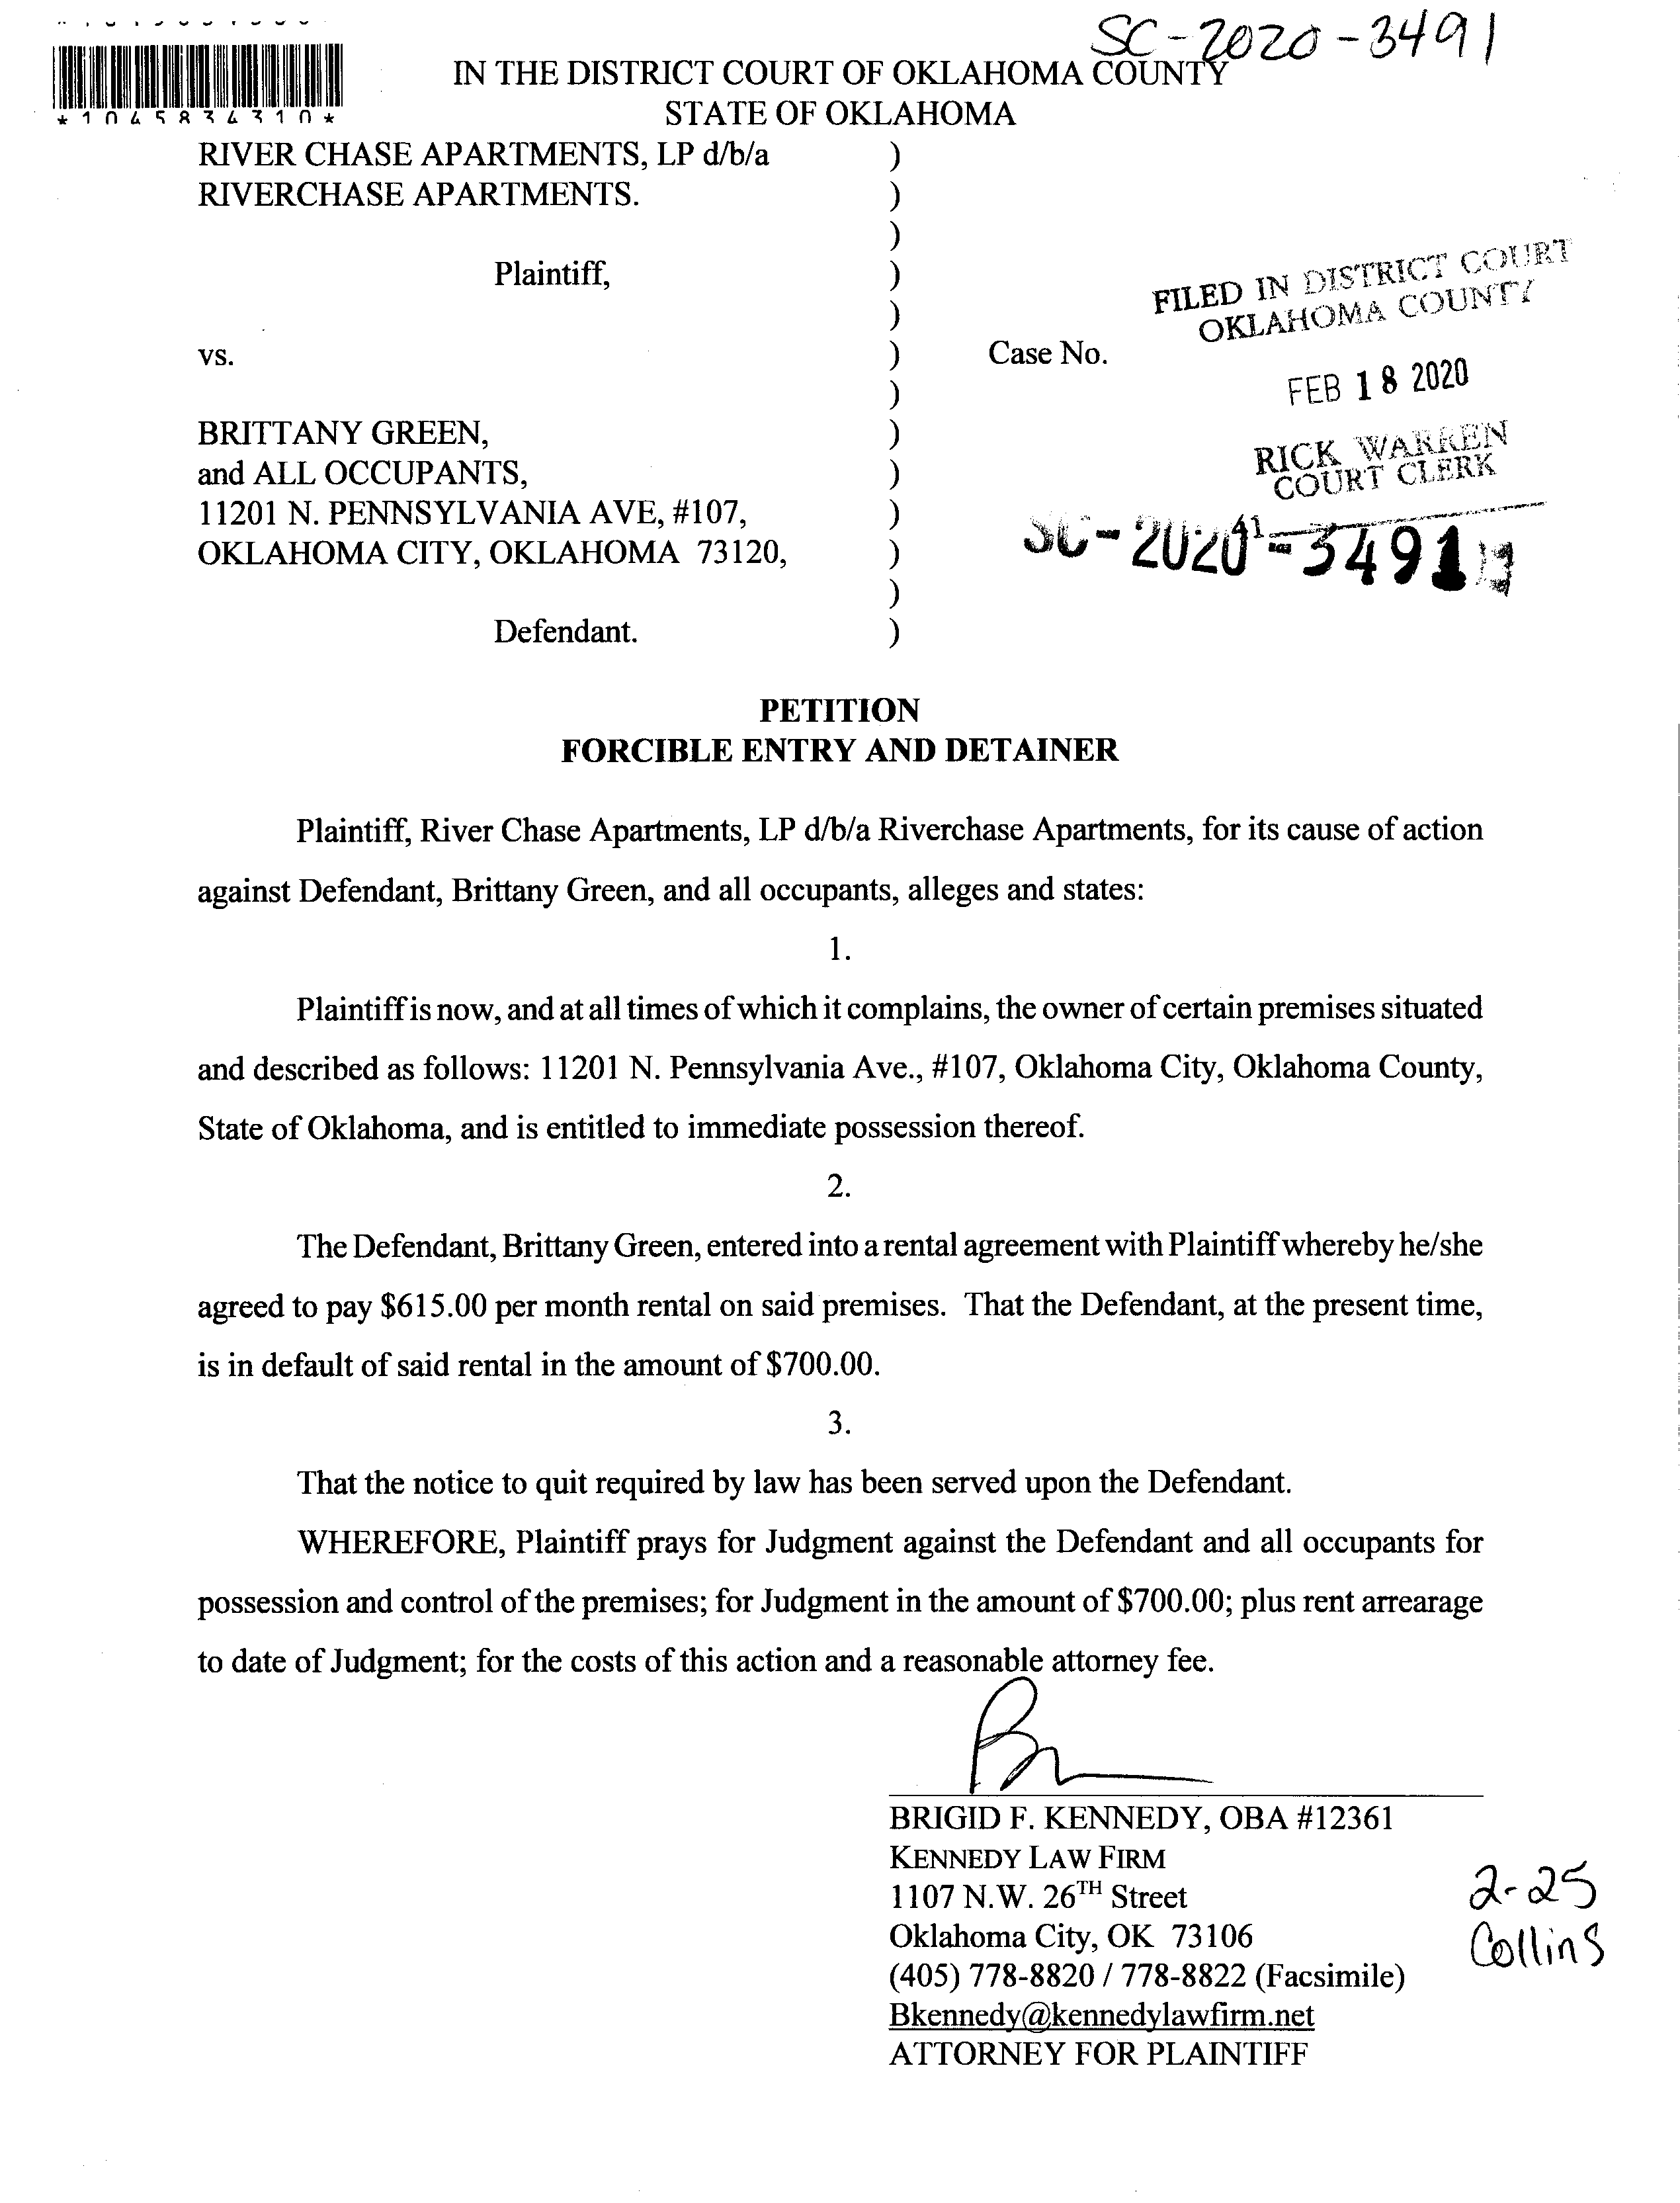 SC-2020-3491
*1045834310*
IN THE DISTRICT COURT OF OKLAHOMA COUNTY
STATE OF OKLAHOMA
RIVER CHASE APARTMENTS, LP d/b/a )
RIVERCHASE APARTMENTS. )
)
Plaintiff, )
)
vs. ) Case No.
)
BRITTANY GREEN, )
and ALL OCCUPANTS, )
11201 N. PENNSYLVANIA AVE, #107, )
OKLAHOMA CITY, OKLAHOMA 73120, )
)
Defendant. )
FILED IN DISTRICT COURT
OKLAHOMA COUNTY
FEB 18 2020
RICK WARREN
COURT CLERK
41
SC-2020-3491
PETITION
FORCIBLE ENTRY AND DETAINER
Plaintiff, River Chase Apartments, LP d/b/a Riverchase Apartments, for its cause of action
against Defendant, Brittany Green, and all occupants, alleges and states:
1.
Plaintiff is now, and at all times of which it complains, the owner of certain premises situated
and described as follows: 11201 N. Pennsylvania Ave., #107, Oklahoma City, Oklahoma County,
State of Oklahoma, and is entitled to immediate possession thereof.
2.
The Defendant, Brittany Green, entered into a rental agreement with Plaintiff whereby he/she
agreed to pay $615.00 per month rental on said premises. That the Defendant, at the present time,
is in default of said rental in the amount of $700.00.
3.
That the notice to quit required by law has been served upon the Defendant.
WHEREFORE, Plaintiff prays for Judgment against the Defendant and all occupants for
possession and control of the premises; for Judgment in the amount of $700.00; plus rent arrearage
to date of Judgment; for the costs of this action and a reasonable attorney fee.
BRIGID F. KENNEDY, OBA #12361
KENNEDY LAW FIRM
1107 N.W. 26TH Street
Oklahoma City, OK 73106
(405) 778-8820 / 778-8822 (Facsimile)
Bkennedy@kennedylawfirm.net
ATTORNEY FOR PLAINTIFF
2-25
Collins